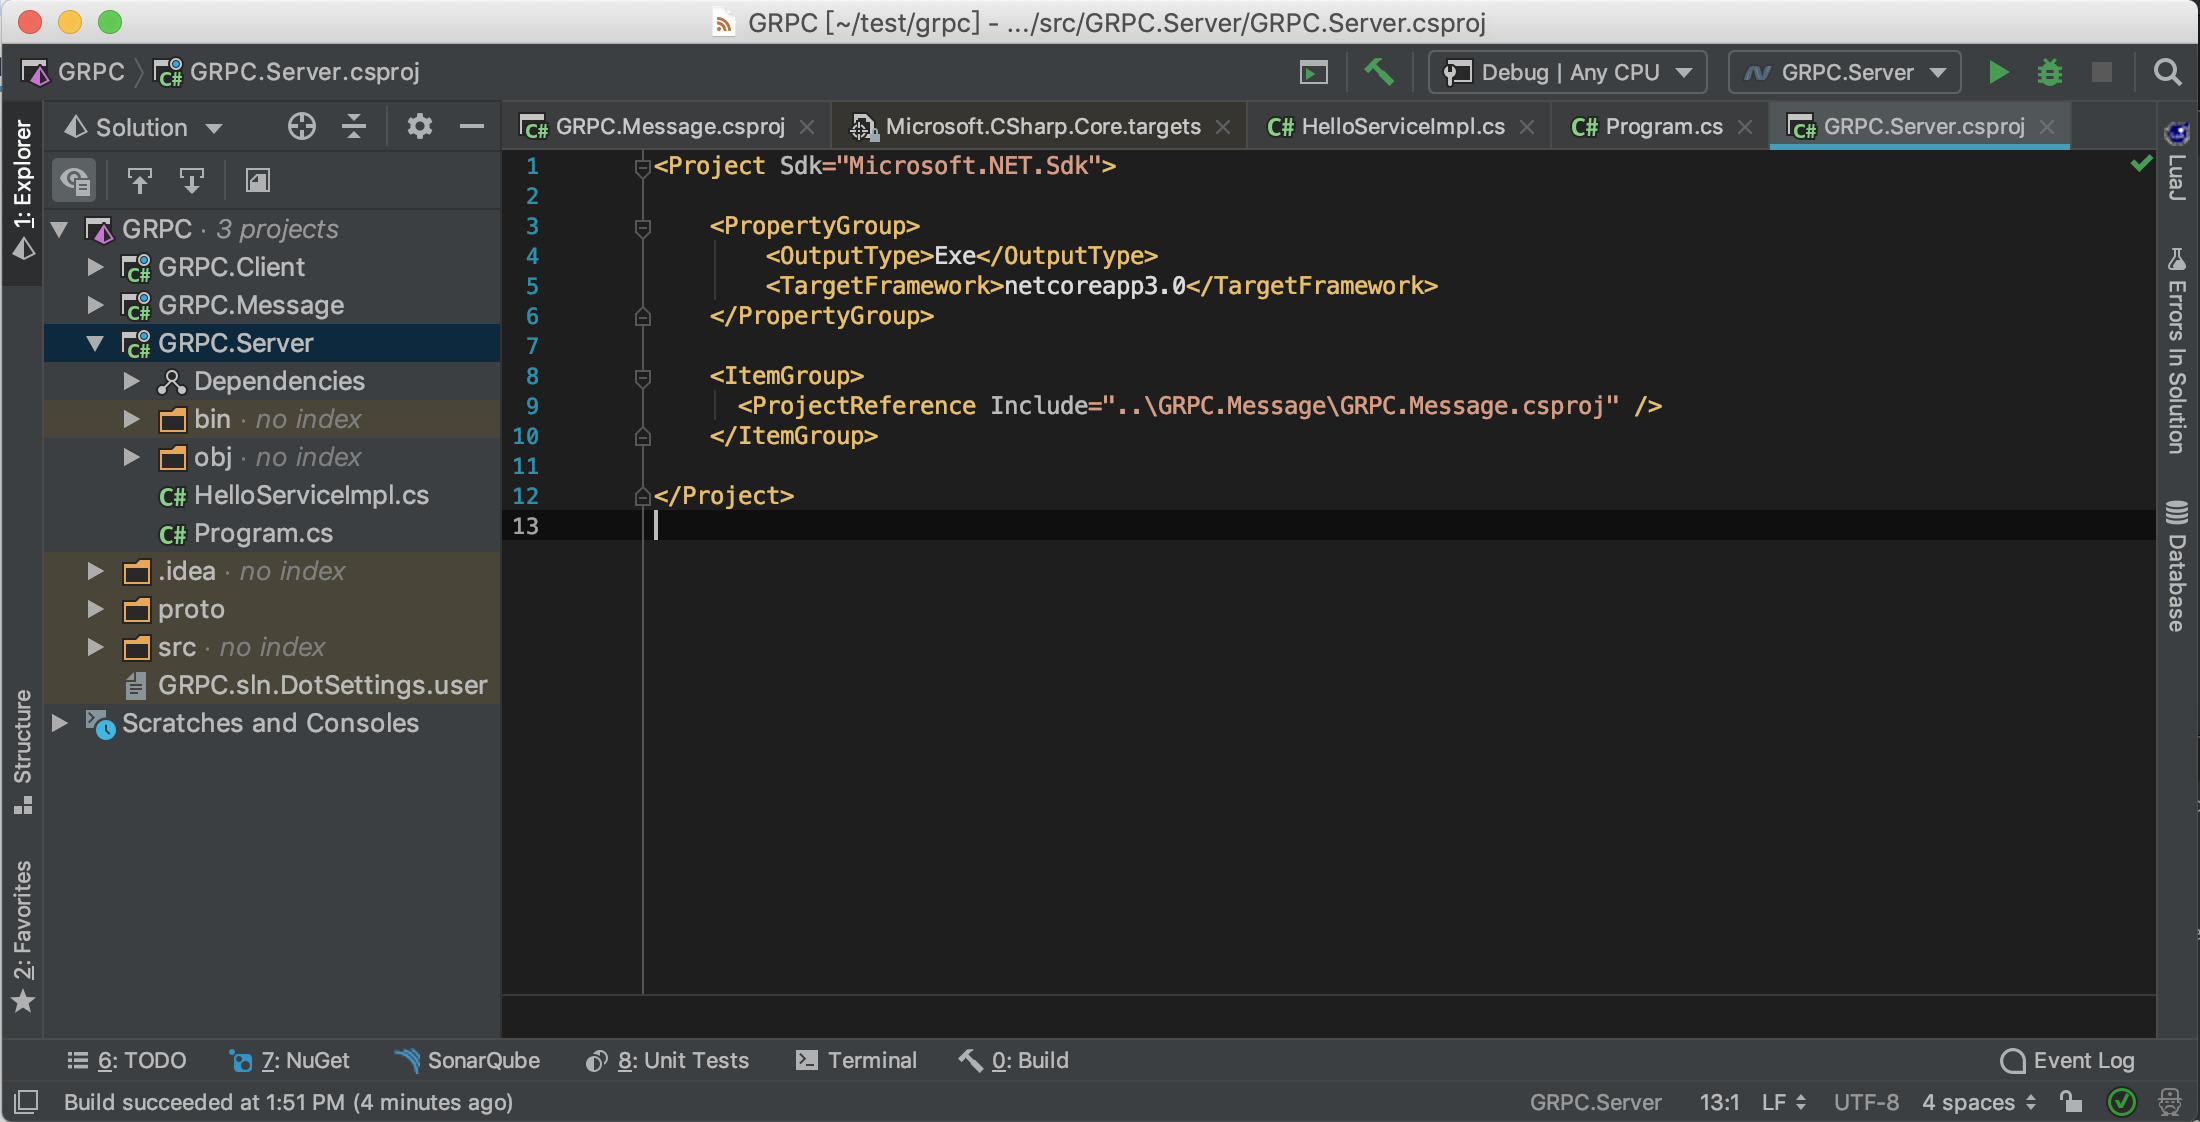 GRPC [~/test/grpc] - .../src/GRPC.Server/GRPC.Server.csproj
GRPC GRPC.Server.csproj Debug | Any CPU GRPC.Server
1: Explorer
Structure
2: Favorites
Solution
GRPC · 3 projects
GRPC.Client
GRPC.Message
GRPC.Server
Dependencies
bin · no index
obj · no index
C# HelloServiceImpl.cs
C# Program.cs
.idea · no index
proto
src · no index
GRPC.sln.DotSettings.user
Scratches and Consoles
GRPC.Message.csproj Microsoft.CSharp.Core.targets C# HelloServiceImpl.cs C# Program.cs GRPC.Server.csproj
1 <Project Sdk="Microsoft.NET.Sdk">
2
3 <PropertyGroup>
4 <OutputType>Exe</OutputType>
5 <TargetFramework>netcoreapp3.0</TargetFramework>
6 </PropertyGroup>
7
8 <ItemGroup>
9 <ProjectReference Include="..\GRPC.Message\GRPC.Message.csproj" />
10 </ItemGroup>
11
12 </Project>
13
LuaJ
Errors In Solution
Database
6: TODO 7: NuGet SonarQube 8: Unit Tests Terminal 0: Build Event Log
Build succeeded at 1:51 PM (4 minutes ago) GRPC.Server 13:1 LF UTF-8 4 spaces